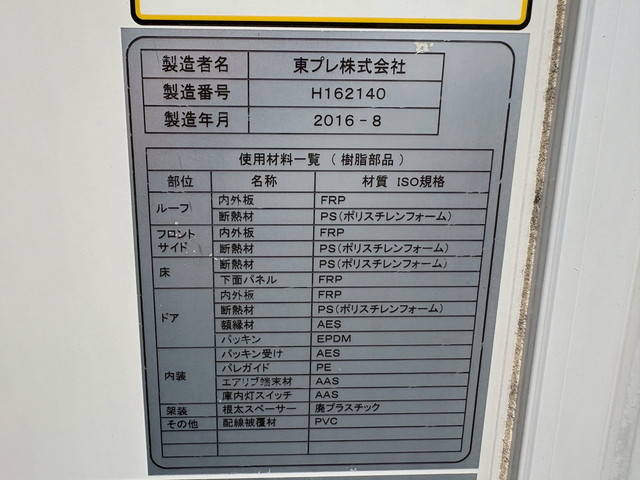 製造者名 東プレ株式会社
製造番号 H162140
製造年月 2016-8
使用材料一覧（樹脂部品）
部位 名称 材質 ISO規格
ルーフ 内外板 FRP
断熱材 PS(ポリスチレンフォーム)
フロントサイド 内外板 FRP
断熱材 PS(ポリスチレンフォーム)
床 断熱材 PS(ポリスチレンフォーム)
下面パネル FRP
ドア 内外板 FRP
断熱材 PS(ポリスチレンフォーム)
額縁材 AES
パッキン EPDM
内装 パッキン受け AES
パレガイド PE
エアリブ端末材 AAS
庫内灯スイッチ AAS
架装 根太スペーサー 廃プラスチック
その他 配線被覆材 PVC